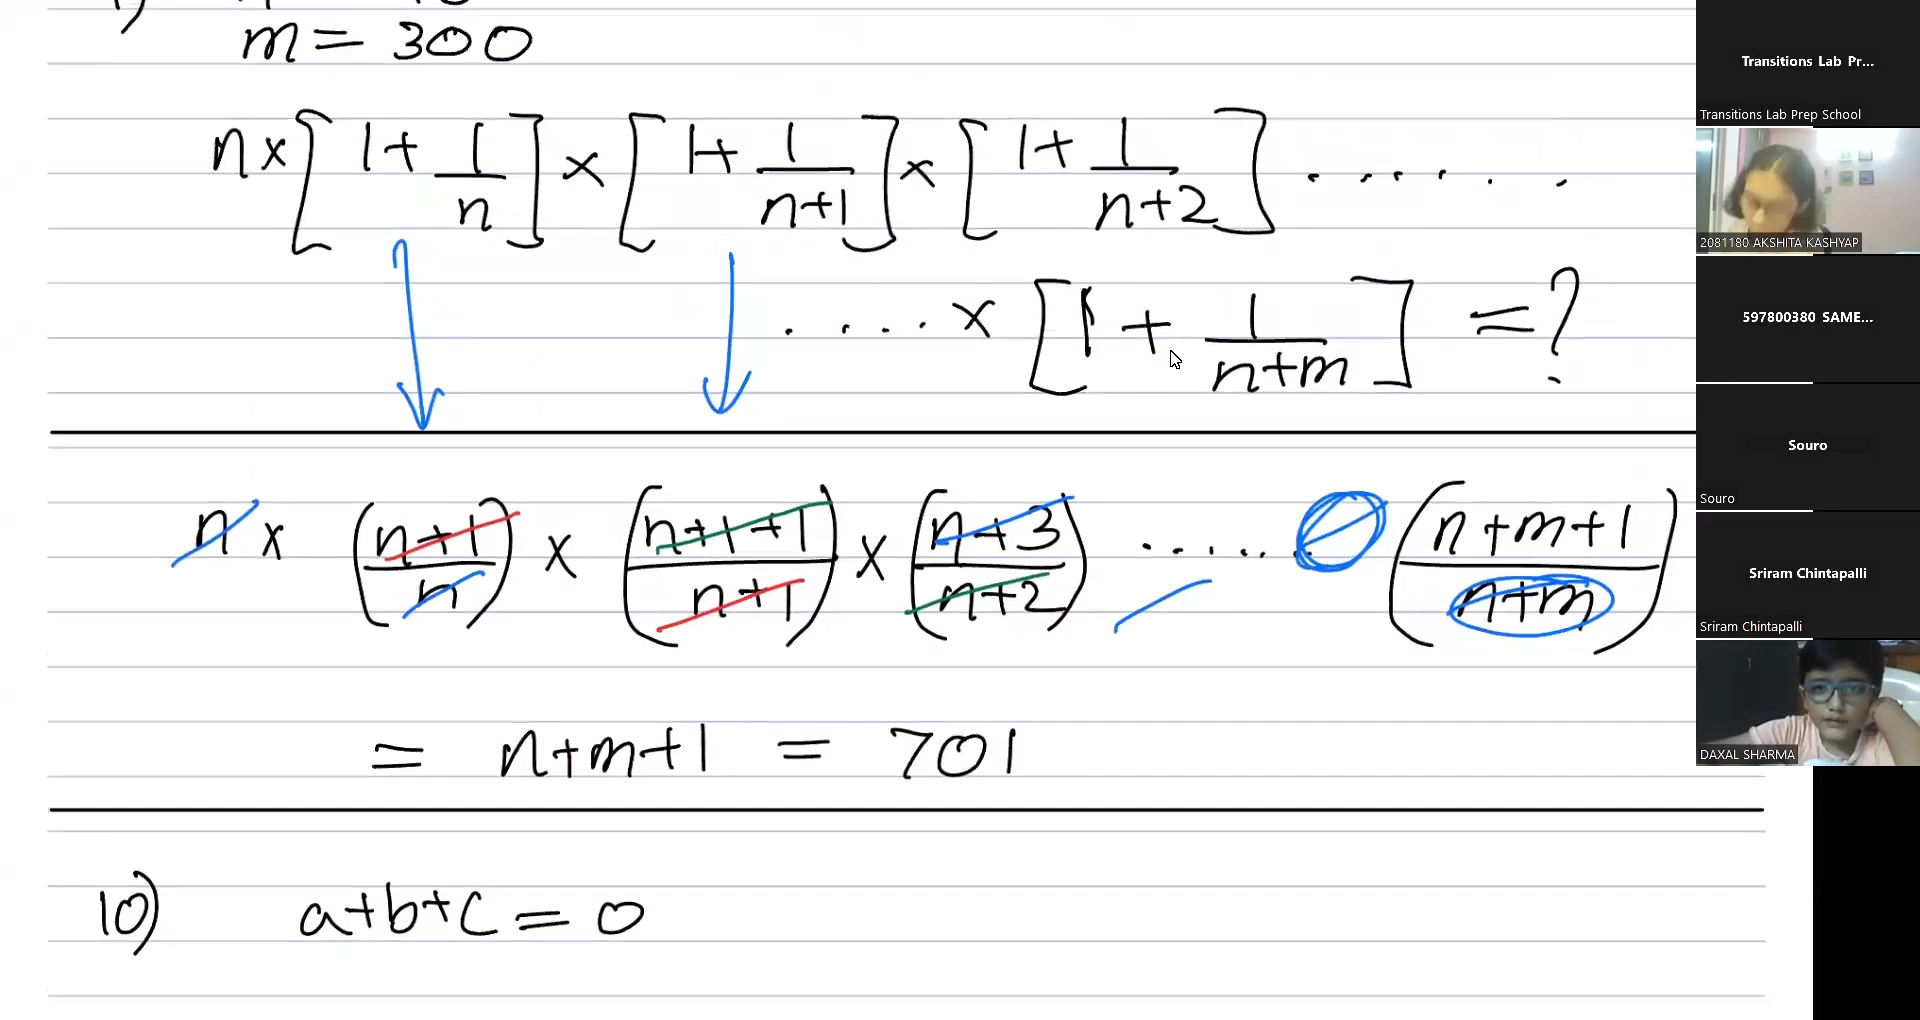 m = 300
n × [1 + 1/n] × [1 + 1/(n+1)] × [1 + 1/(n+2)] .......
..... × [1 + 1/(n+m)] = ?
n × ((n+1)/n) × ((n+1+1)/(n+1)) × ((n+3)/(n+2)) ...... ((n+m+1)/(n+m))
= n+m+1 = 701
10) a+b+c = 0
Transitions Lab Pr...
Transitions Lab Prep School
2081180 AKSHITA KASHYAP
597800380 SAME...
Souro
Souro
Sriram Chintapalli
Sriram Chintapalli
DAXAL SHARMA